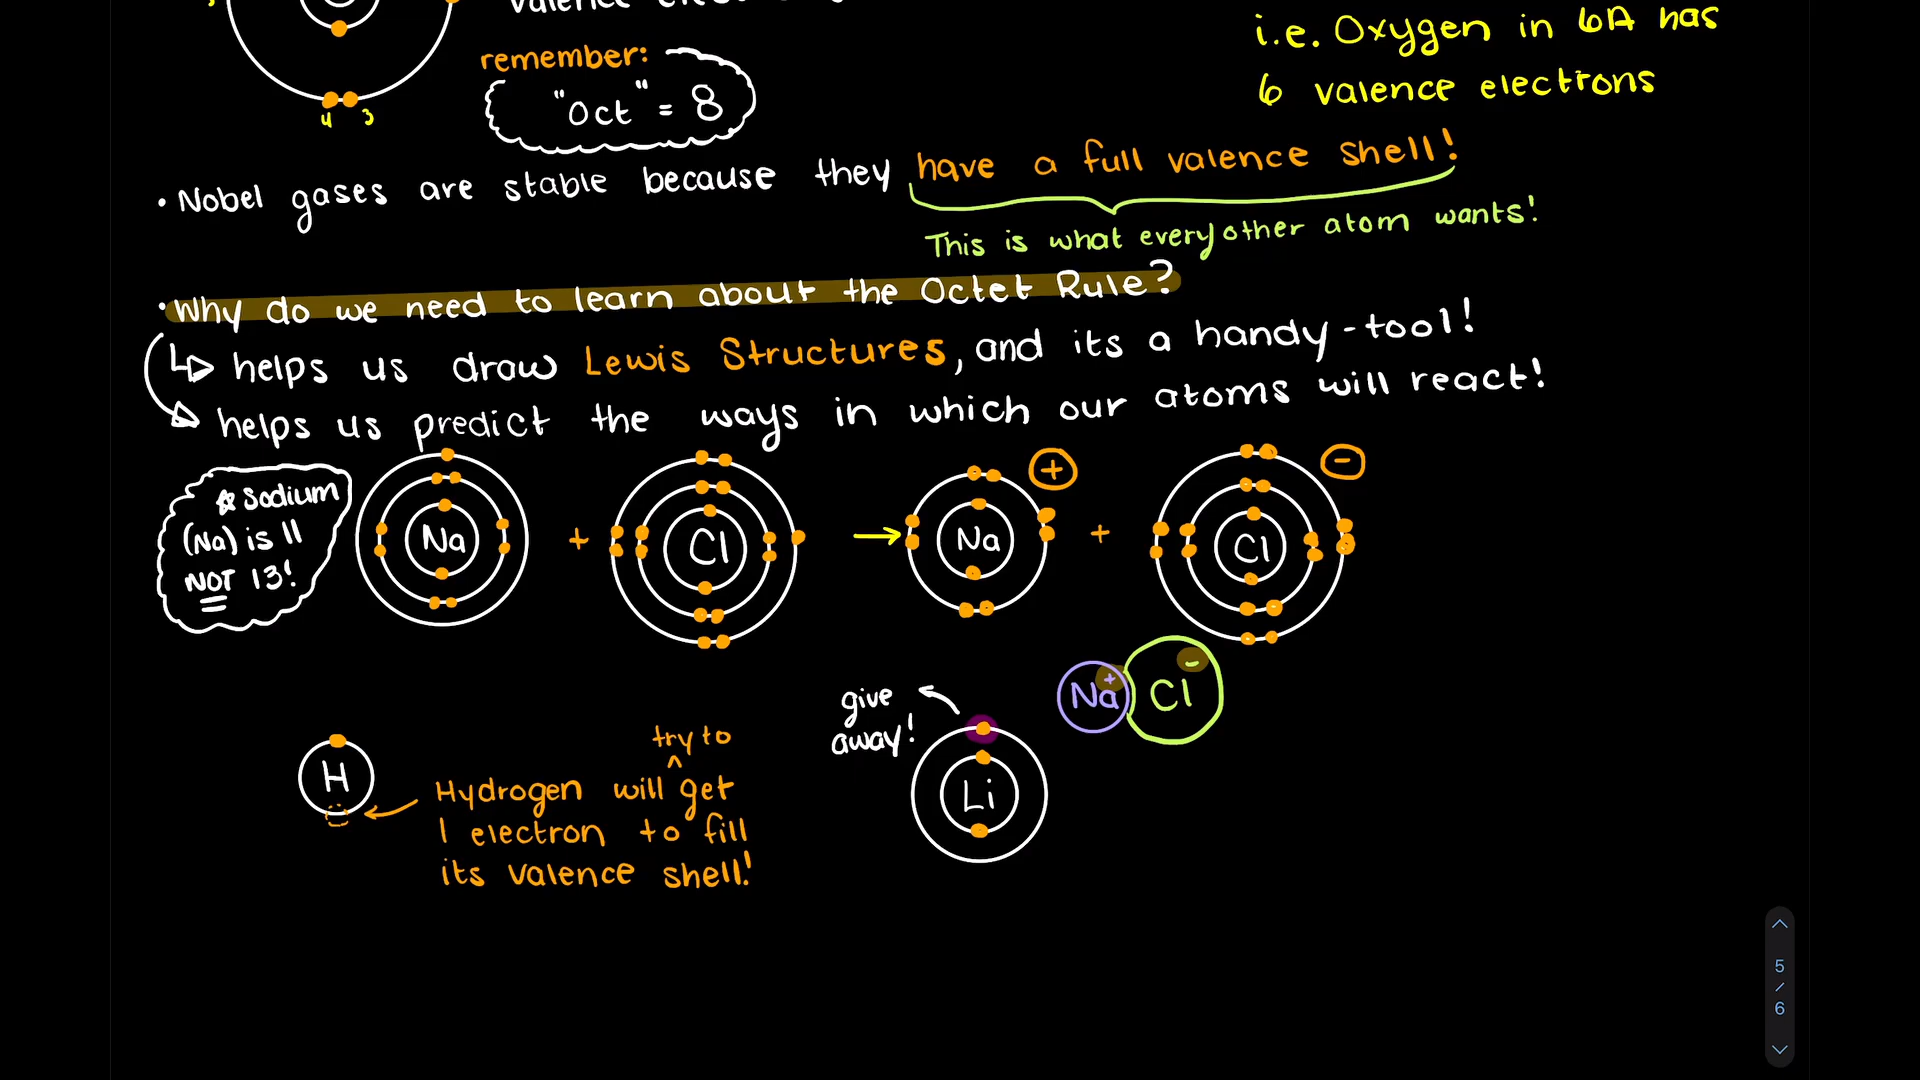 i.e. Oxygen in 6A has
6 valence electrons
remember:
"Oct" = 8
4 3
• Nobel gases are stable because they have a full valence shell!
This is what every other atom wants!
• Why do we need to learn about the Octet Rule?
helps us draw Lewis Structures, and its a handy-tool!
helps us predict the ways in which our atoms will react!
☆ Sodium
(Na) is 11
NOT 13!
Na + Cl → Na + + Cl -
Na+ Cl-
give
away!
Li
H
try to
^
Hydrogen will get
1 electron to fill
its valence shell!
5
/
6